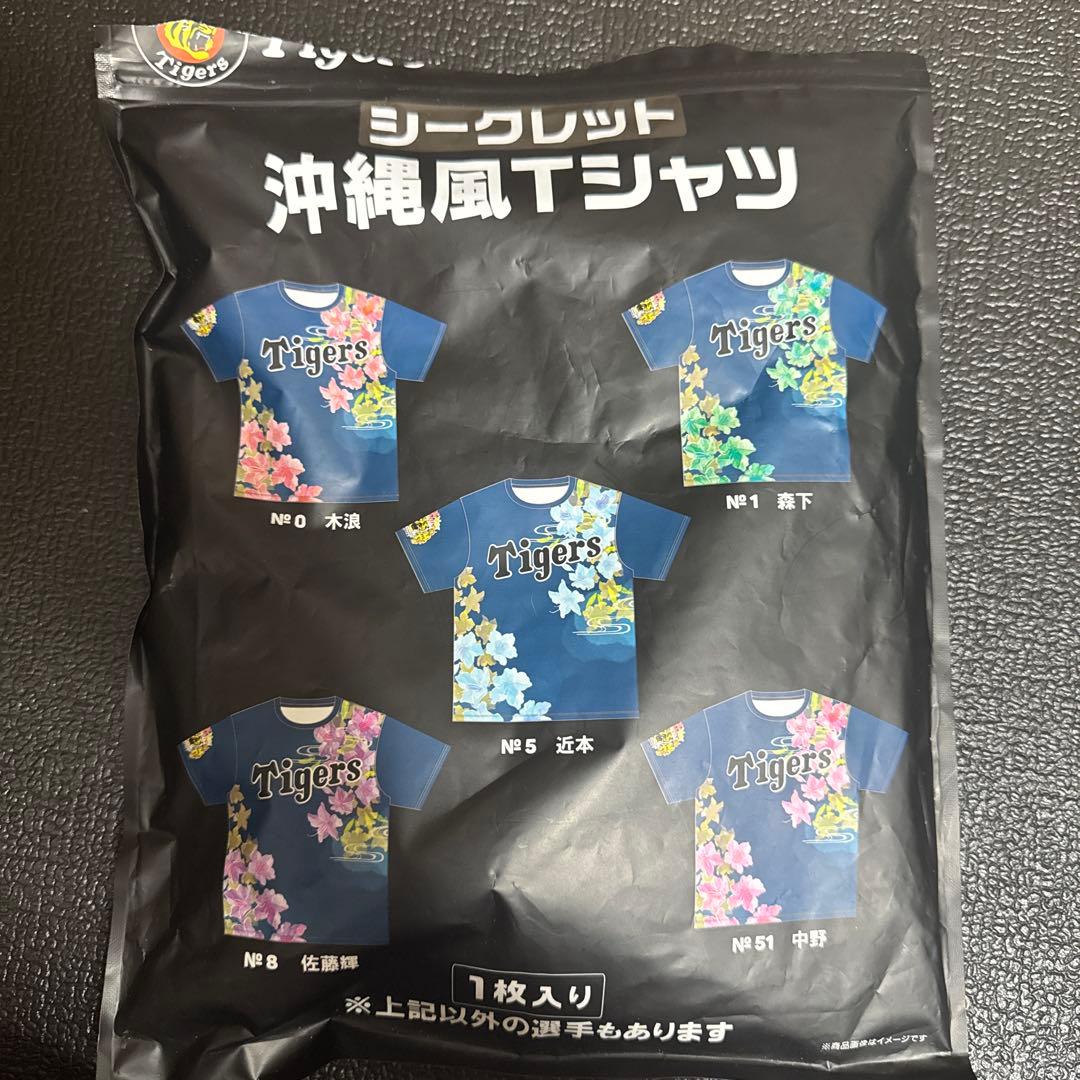 Tigers
Tigers
シークレット
沖縄風Tシャツ
Tigers
Tigers
№0 木浪
№1 森下
Tigers
№5 近本
Tigers
Tigers
№8 佐藤輝
№51 中野
1枚入り
※上記以外の選手もあります
※商品画像はイメージです